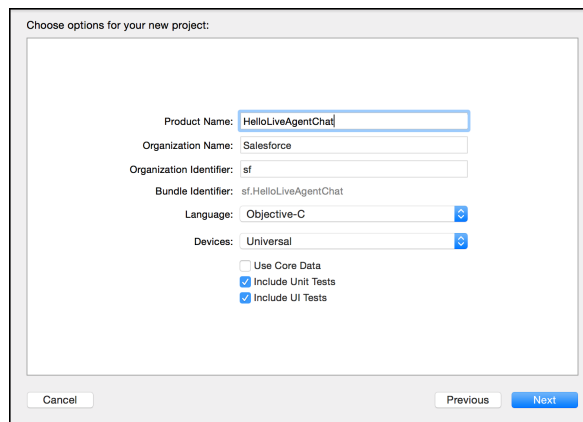 Choose options for your new project:
Product Name: HelloLiveAgentChat
Organization Name: Salesforce
Organization Identifier: sf
Bundle Identifier: sf.HelloLiveAgentChat
Language: Objective-C
Devices: Universal
Use Core Data
Include Unit Tests
Include UI Tests
Cancel Previous Next